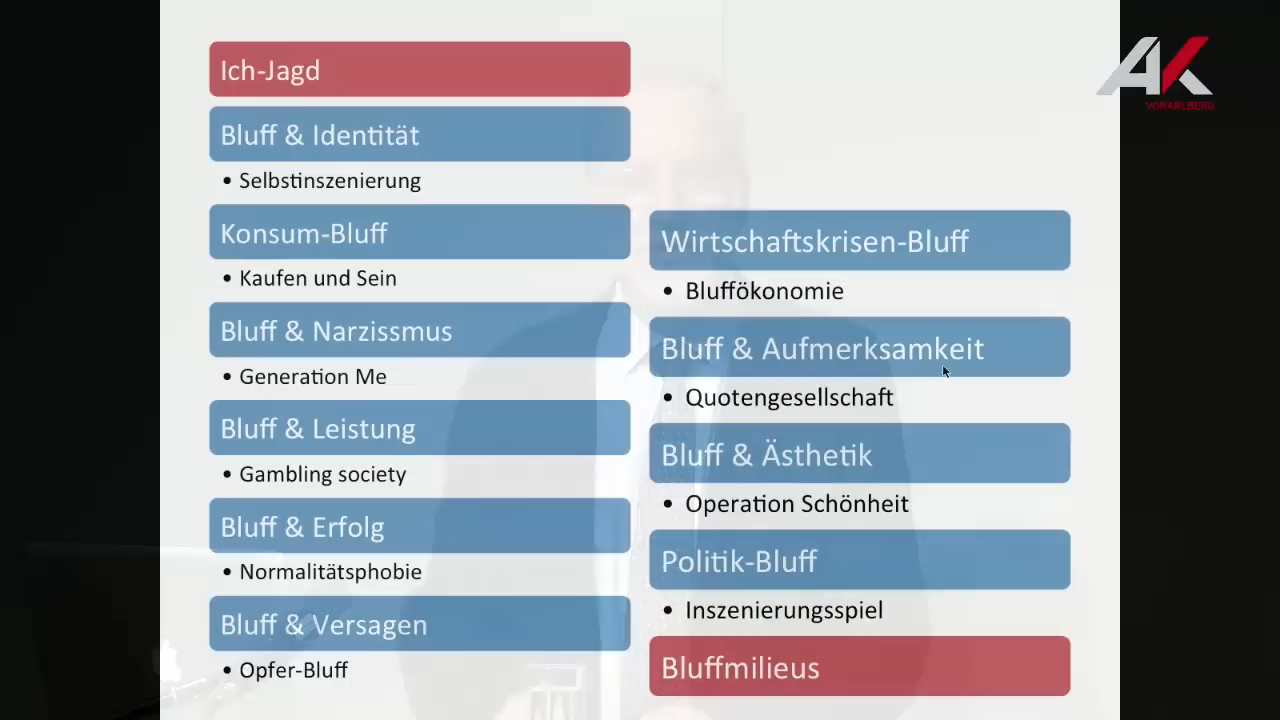 Ich-Jagd
Bluff & Identität
• Selbstinszenierung
Konsum-Bluff
• Kaufen und Sein
Bluff & Narzissmus
• Generation Me
Bluff & Leistung
• Gambling society
Bluff & Erfolg
• Normalitätsphobie
Bluff & Versagen
• Opfer-Bluff
Wirtschaftskrisen-Bluff
• Bluffökonomie
Bluff & Aufmerksamkeit
• Quotengesellschaft
Bluff & Ästhetik
• Operation Schönheit
Politik-Bluff
• Inszenierungsspiel
Bluffmilieus
AK
VORARLBERG